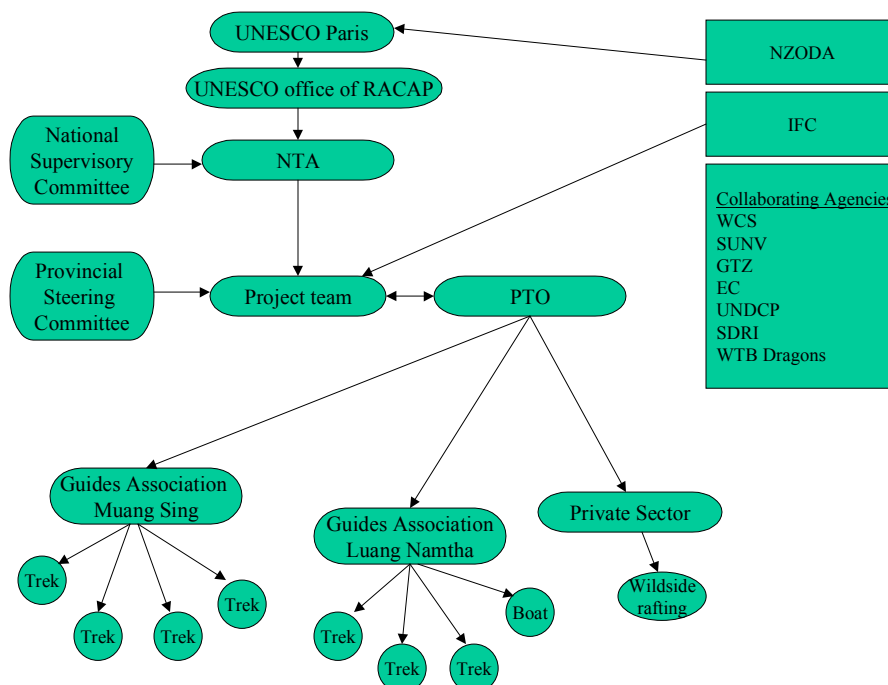 UNESCO Paris
NZODA
UNESCO office of RACAP
IFC
National
Supervisory
Committee
NTA
Collaborating Agencies
WCS
SUNV
GTZ
EC
UNDCP
SDRI
WTB Dragons
Provincial
Steering
Committee
Project team
PTO
Guides Association
Muang Sing
Guides Association
Luang Namtha
Private Sector
Trek
Trek
Trek
Trek
Trek
Trek
Trek
Boat
Wildside
rafting